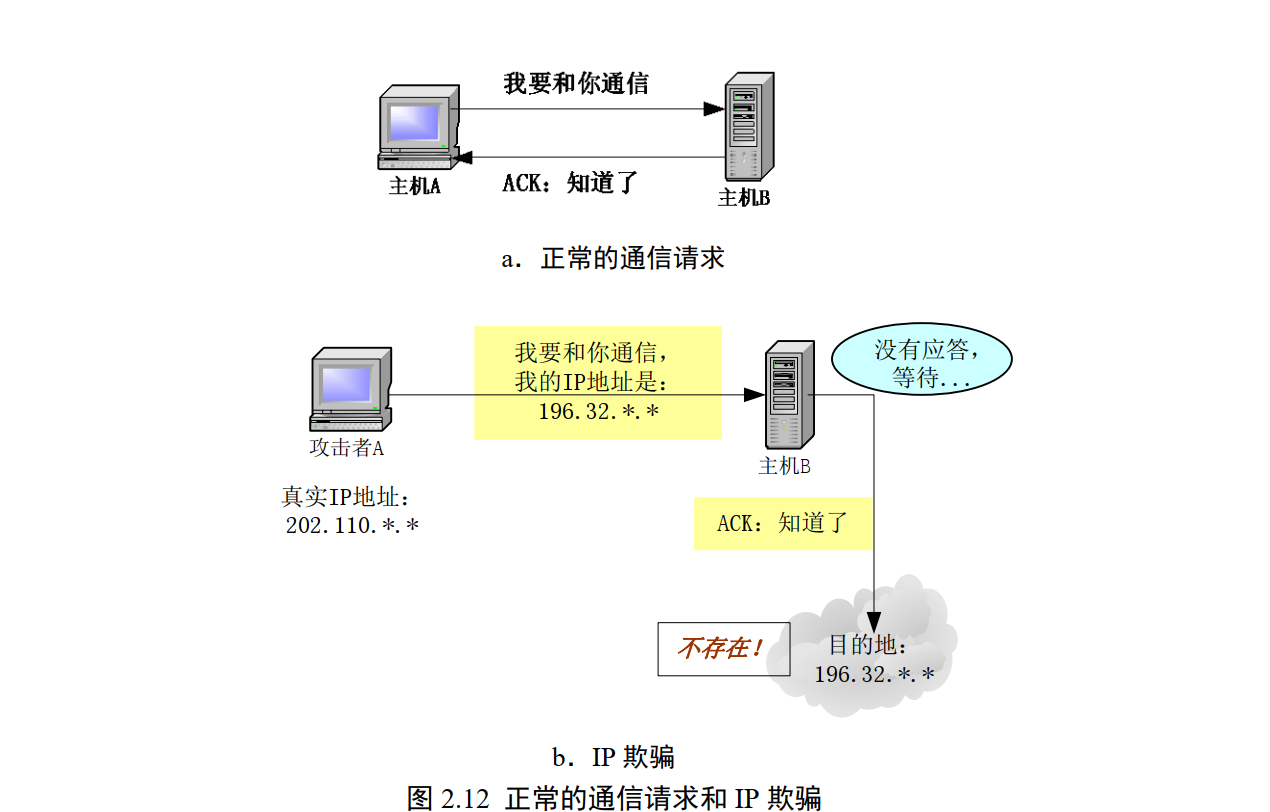 我要和你通信
主机A
ACK：知道了
主机B
a．正常的通信请求
我要和你通信，
我的IP地址是：
196.32.*.*
没有应答，
等待...
攻击者A
主机B
真实IP地址：
202.110.*.*
ACK：知道了
不存在！
目的地：
196.32.*.*
b．IP 欺骗
图 2.12 正常的通信请求和 IP 欺骗